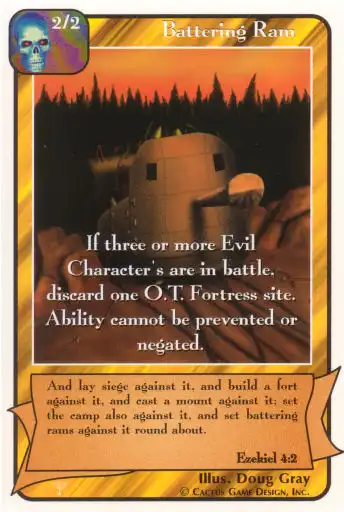 2/2
Battering Ram
If three or more Evil
Character's are in battle,
discard one O.T. Fortress site.
Ability cannot be prevented or
negated.
And lay siege against it, and build a fort
against it, and cast a mount against it; set
the camp also against it, and set battering
rams against it round about.
Ezekiel 4:2
Illus. Doug Gray
© Cactus Game Design, Inc.